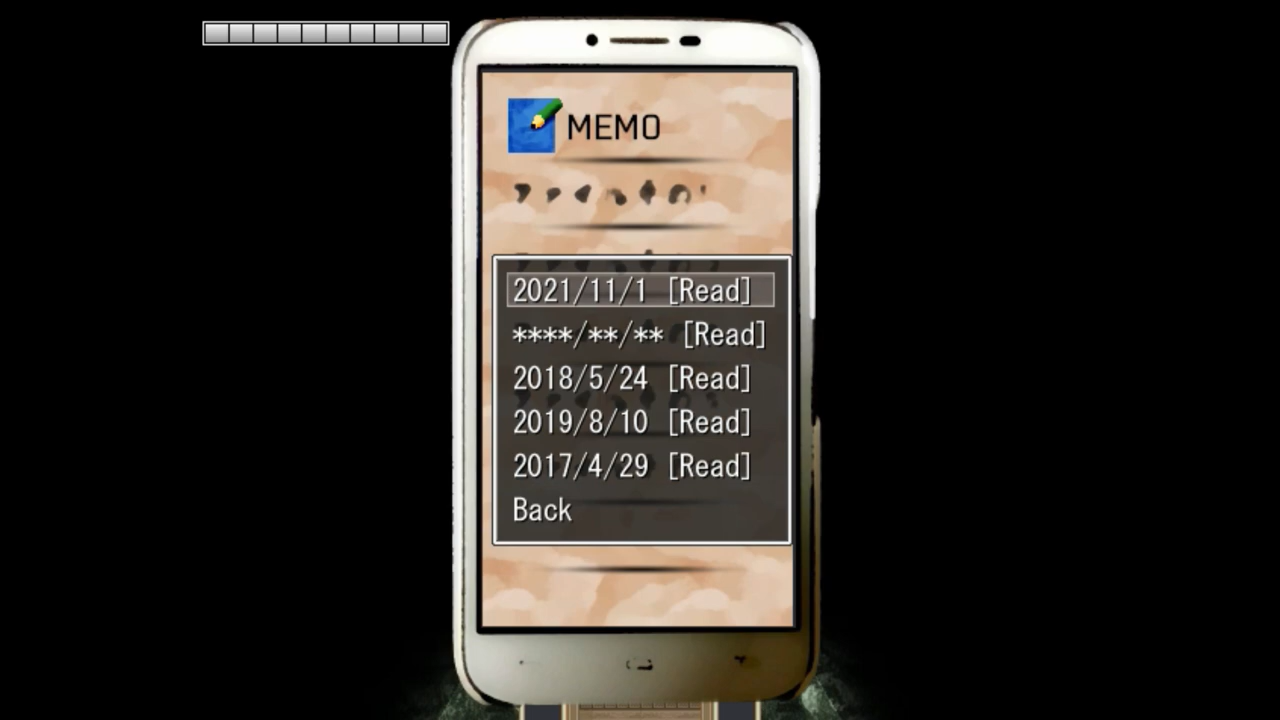 MEMO
2021/11/1 [Read]
****/**/** [Read]
2018/5/24 [Read]
2019/8/10 [Read]
2017/4/29 [Read]
Back